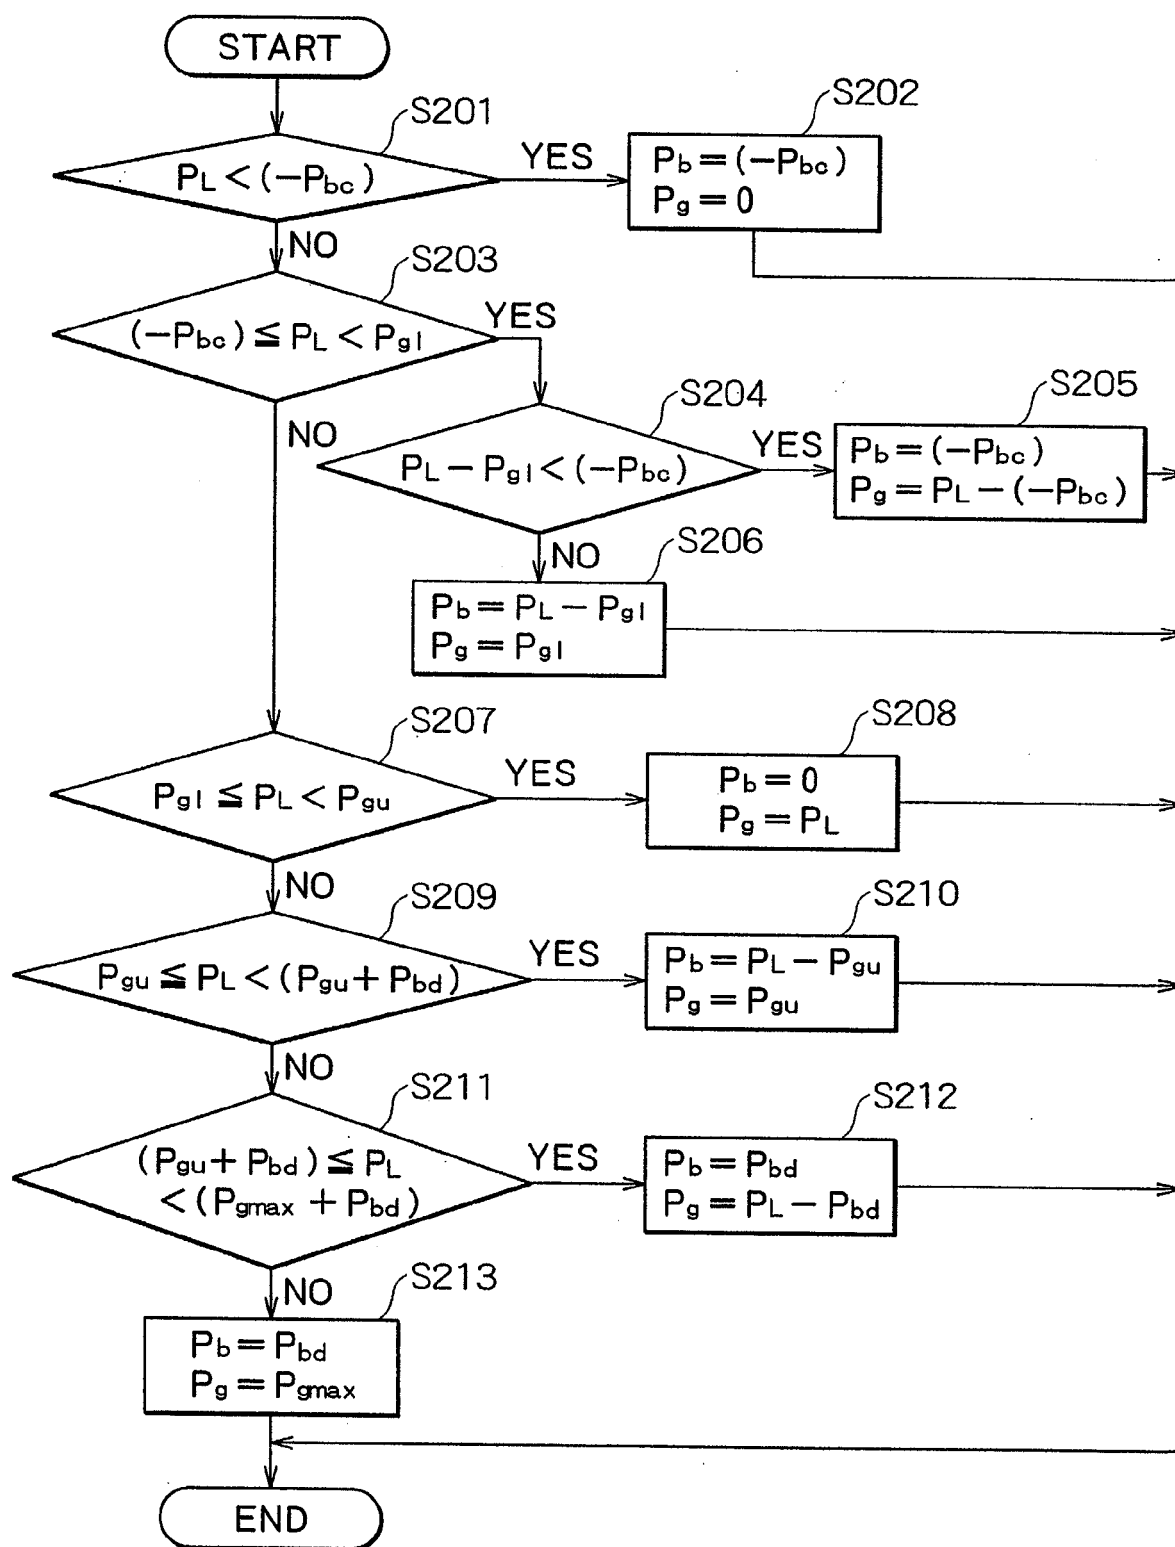 START
S201
P_L < (−P_bc)
YES
S202
P_b = (−P_bc)
P_g = 0
NO
S203
(−P_bc) ≦ P_L < P_gl
YES
NO
S204
P_L − P_gl < (−P_bc)
YES
S205
P_b = (−P_bc)
P_g = P_L − (−P_bc)
NO
S206
P_b = P_L − P_gl
P_g = P_gl
S207
P_gl ≦ P_L < P_gu
YES
S208
P_b = 0
P_g = P_L
NO
S209
P_gu ≦ P_L < (P_gu + P_bd)
YES
S210
P_b = P_L − P_gu
P_g = P_gu
NO
S211
(P_gu + P_bd) ≦ P_L
< (P_gmax + P_bd)
YES
S212
P_b = P_bd
P_g = P_L − P_bd
NO
S213
P_b = P_bd
P_g = P_gmax
END